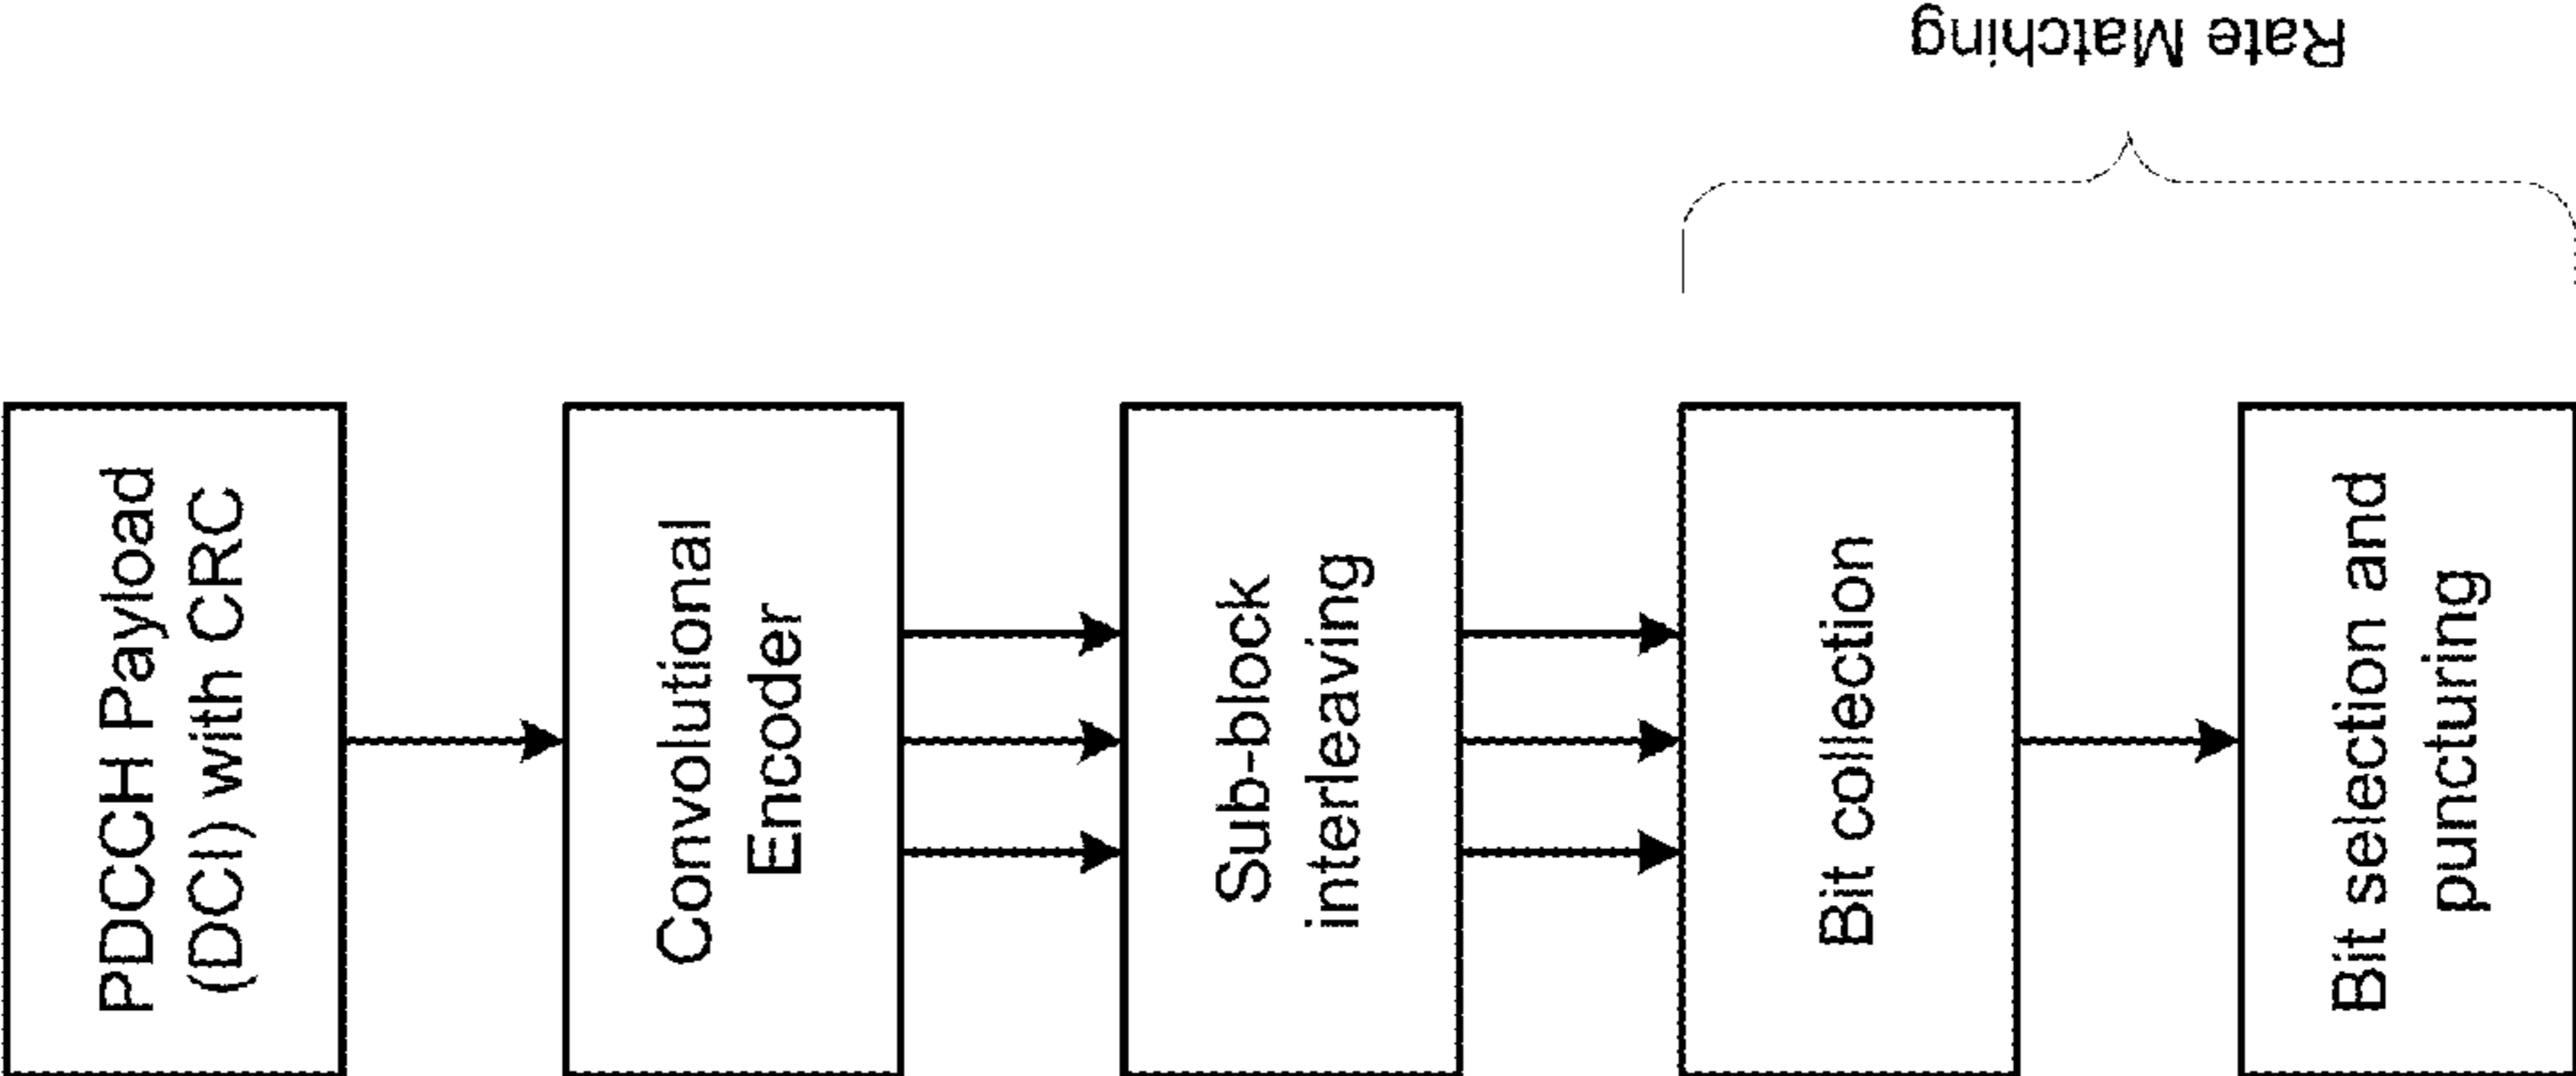 Rate Matching
PDCCH Payload
(DCI) with CRC
Convolutional
Encoder
Sub-block
interleaving
Bit collection
Bit selection and
puncturing